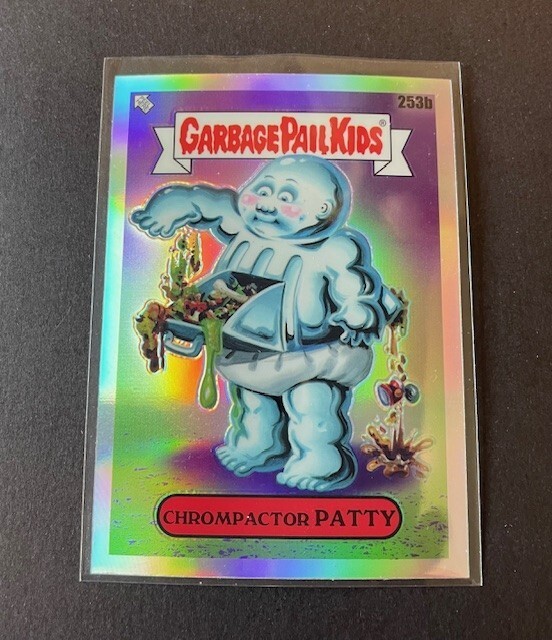 253b
GARBAGE PAIL KIDS®
CHROMPACTOR PATTY